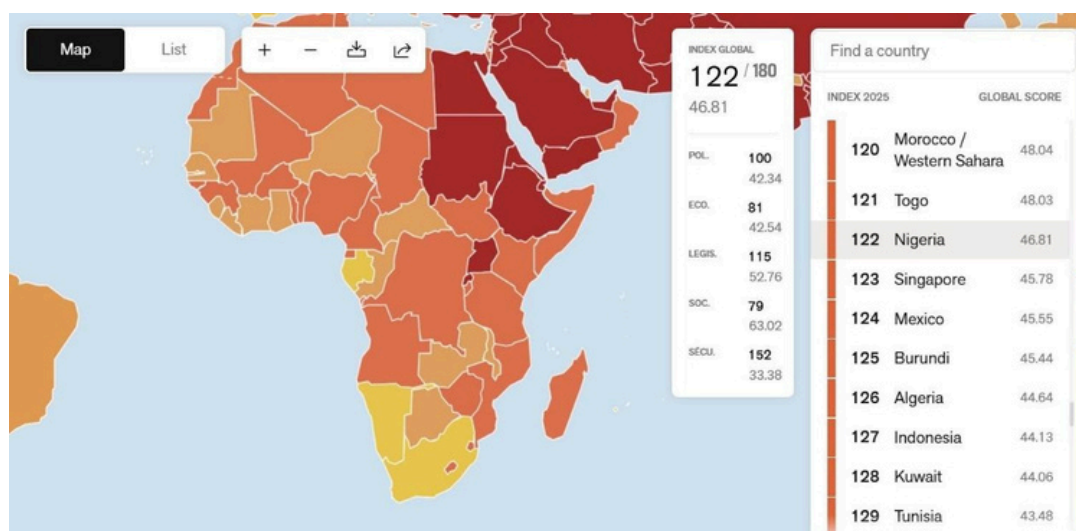 Map
List
INDEX GLOBAL
122 / 180
46.81
POL. 100
42.34
ECO. 81
42.54
LEGIS. 115
52.76
SOC. 79
63.02
SÉCU. 152
33.38
Find a country
INDEX 2025 GLOBAL SCORE
120 Morocco / Western Sahara 48.04
121 Togo 48.03
122 Nigeria 46.81
123 Singapore 45.78
124 Mexico 45.55
125 Burundi 45.44
126 Algeria 44.64
127 Indonesia 44.13
128 Kuwait 44.06
129 Tunisia 43.48